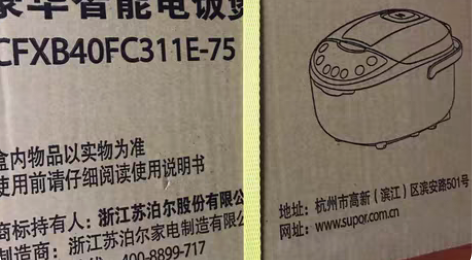 豪华智能电饭煲
CFXB40FC311E-75
盒内物品以实物为准
使用前请仔细阅读使用说明书
商标持有人：浙江苏泊尔股份有限公
制造商：浙江苏泊尔家电制造有限公
400-8899-717
地址：杭州市高新（滨江）区滨安路501号
网址：www.supor.com.cn